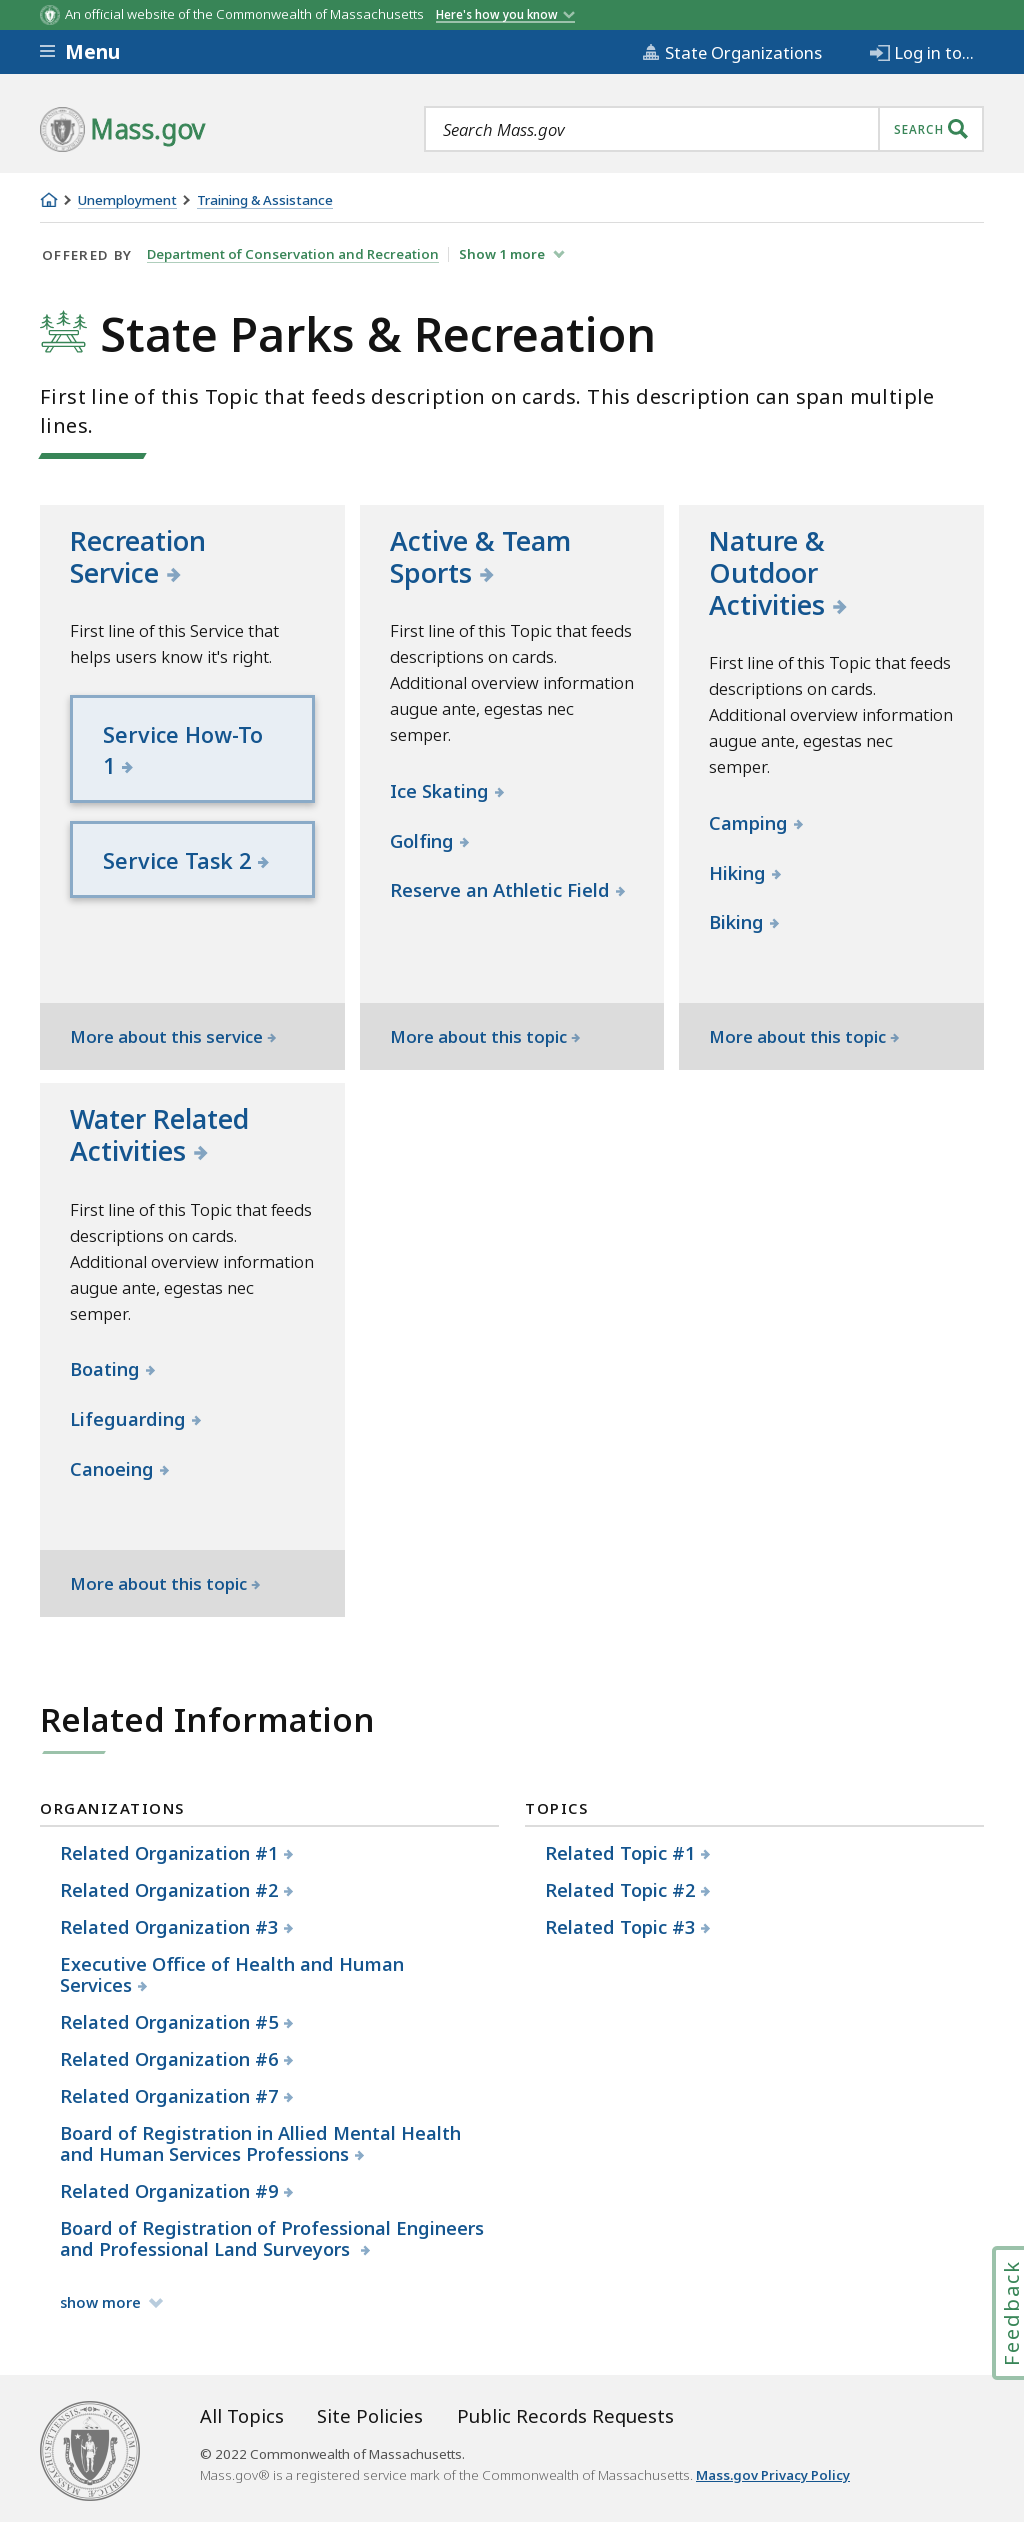 An official website of the Commonwealth of Massachusetts Here's how you know
Menu
State Organizations
Log in to...
Mass.gov
Search Mass.gov
SEARCH
Unemployment
Training & Assistance
OFFERED BY Department of Conservation and Recreation Show 1 more
State Parks & Recreation
First line of this Topic that feeds description on cards. This description can span multiple
lines.
Recreation
Service
First line of this Service that
helps users know it's right.
Service How-To
1
Service Task 2
More about this service
Active & Team
Sports
First line of this Topic that feeds
descriptions on cards.
Additional overview information
augue ante, egestas nec
semper.
Ice Skating
Golfing
Reserve an Athletic Field
More about this topic
Nature &
Outdoor
Activities
First line of this Topic that feeds
descriptions on cards.
Additional overview information
augue ante, egestas nec
semper.
Camping
Hiking
Biking
More about this topic
Water Related
Activities
First line of this Topic that feeds
descriptions on cards.
Additional overview information
augue ante, egestas nec
semper.
Boating
Lifeguarding
Canoeing
More about this topic
Related Information
ORGANIZATIONS
Related Organization #1
Related Organization #2
Related Organization #3
Executive Office of Health and Human
Services
Related Organization #5
Related Organization #6
Related Organization #7
Board of Registration in Allied Mental Health
and Human Services Professions
Related Organization #9
Board of Registration of Professional Engineers
and Professional Land Surveyors
show more
TOPICS
Related Topic #1
Related Topic #2
Related Topic #3
Feedback
All Topics
Site Policies
Public Records Requests
© 2022 Commonwealth of Massachusetts.
Mass.gov® is a registered service mark of the Commonwealth of Massachusetts. Mass.gov Privacy Policy